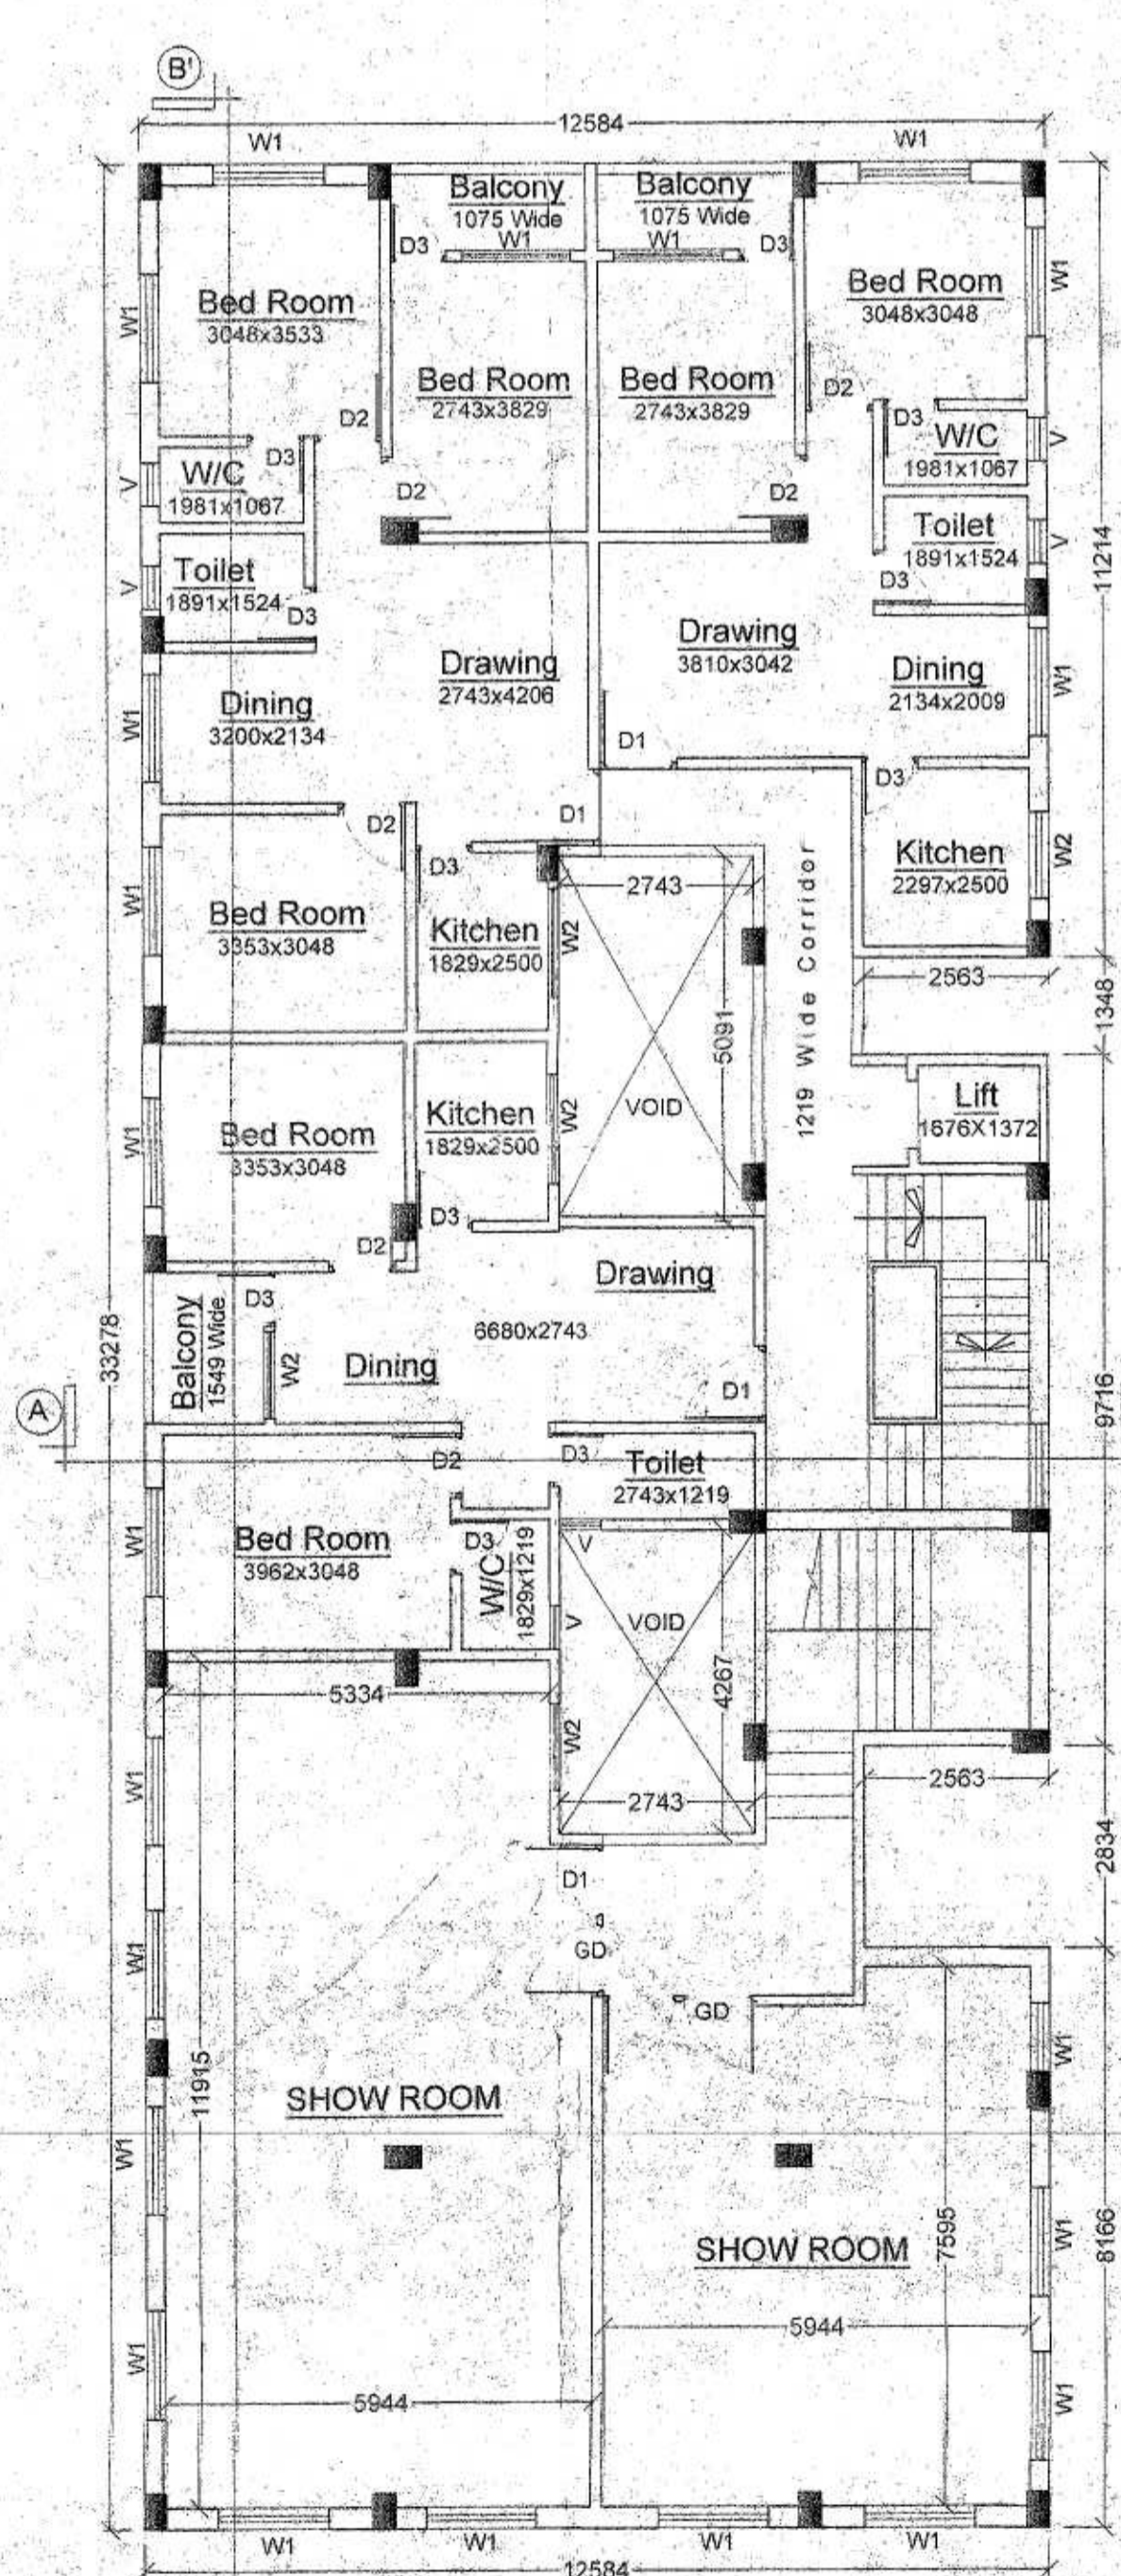 B'
12584
W1
W1
Balcony
1075 Wide
W1
D3
Balcony
1075 Wide
W1
D3
Bed Room
3048x3533
W1
Bed Room
3048x3048
W1
Bed Room
2743x3829
Bed Room
2743x3829
D2
D2
D3
W/C
1981x1067
V
D3
W/C
1981x1067
V
D2
D2
Toilet
1891x1524
V
D3
Toilet
1891x1524
V
D3
11214
Drawing
2743x4206
Drawing
3810x3042
Dining
3200x2134
W1
Dining
2134x2009
W1
D1
D3
D2
D1
D3
Kitchen
2297x2500
W2
2743
1219 Wide Corridor
Bed Room
3353x3048
W1
Kitchen
1829x2500
W2
2563
1348
5091
VOID
Lift
1676X1372
Bed Room
3353x3048
W1
Kitchen
1829x2500
W2
D3
D2
Drawing
6680x2743
Dining
D3
Balcony
1549 Wide
W2
33278
D1
A
9716
D2
D3
Toilet
2743x1219
Bed Room
3962x3048
W1
D3
W/C
1829x1219
V
V
VOID
4267
5334
W2
2743
2563
W1
2834
D1
GD
W1
GD
11915
SHOW ROOM
W1
W1
SHOW ROOM
7595
W1
8166
5944
W1
5944
W1
W1
W1
W1
W1
12584